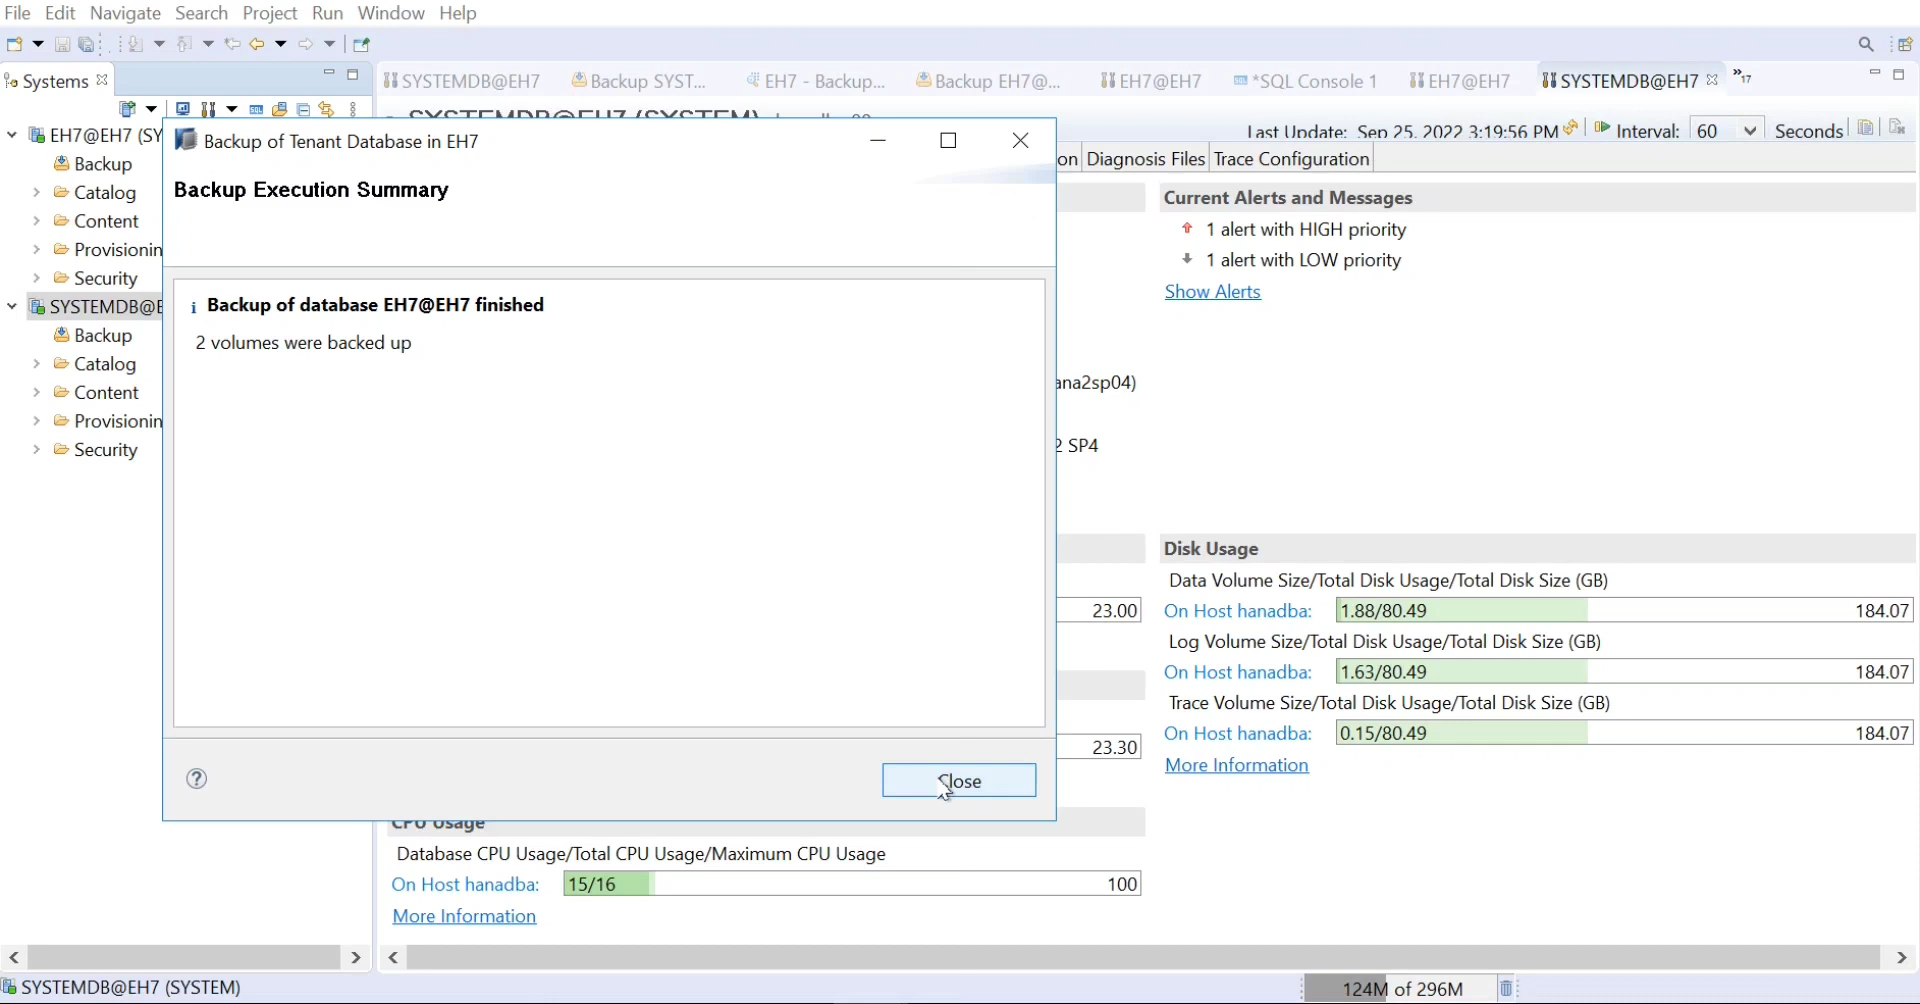 File Edit Navigate Search Project Run Window Help
Systems
SYSTEMDB@EH7
Backup SYST...
EH7 - Backup...
Backup EH7@...
EH7@EH7
*SQL Console 1
EH7@EH7
SYSTEMDB@EH7
»17
SYSTEMDB@EH7 (SYSTEM)
Last Update: Sep 25, 2022 3:19:56 PM
Interval: 60 Seconds
on Diagnosis Files Trace Configuration
EH7@EH7 (SY
Backup
Catalog
Content
Provisionin
Security
SYSTEMDB@E
Backup
Catalog
Content
Provisionin
Security
Backup of Tenant Database in EH7
Backup Execution Summary
i Backup of database EH7@EH7 finished
2 volumes were backed up
?
Close
ana2sp04)
2 SP4
23.00
23.30
Current Alerts and Messages
1 alert with HIGH priority
1 alert with LOW priority
Show Alerts
Disk Usage
Data Volume Size/Total Disk Usage/Total Disk Size (GB)
On Host hanadba: 1.88/80.49 184.07
Log Volume Size/Total Disk Usage/Total Disk Size (GB)
On Host hanadba: 1.63/80.49 184.07
Trace Volume Size/Total Disk Usage/Total Disk Size (GB)
On Host hanadba: 0.15/80.49 184.07
More Information
CPU Usage
Database CPU Usage/Total CPU Usage/Maximum CPU Usage
On Host hanadba: 15/16 100
More Information
SYSTEMDB@EH7 (SYSTEM)
124M of 296M